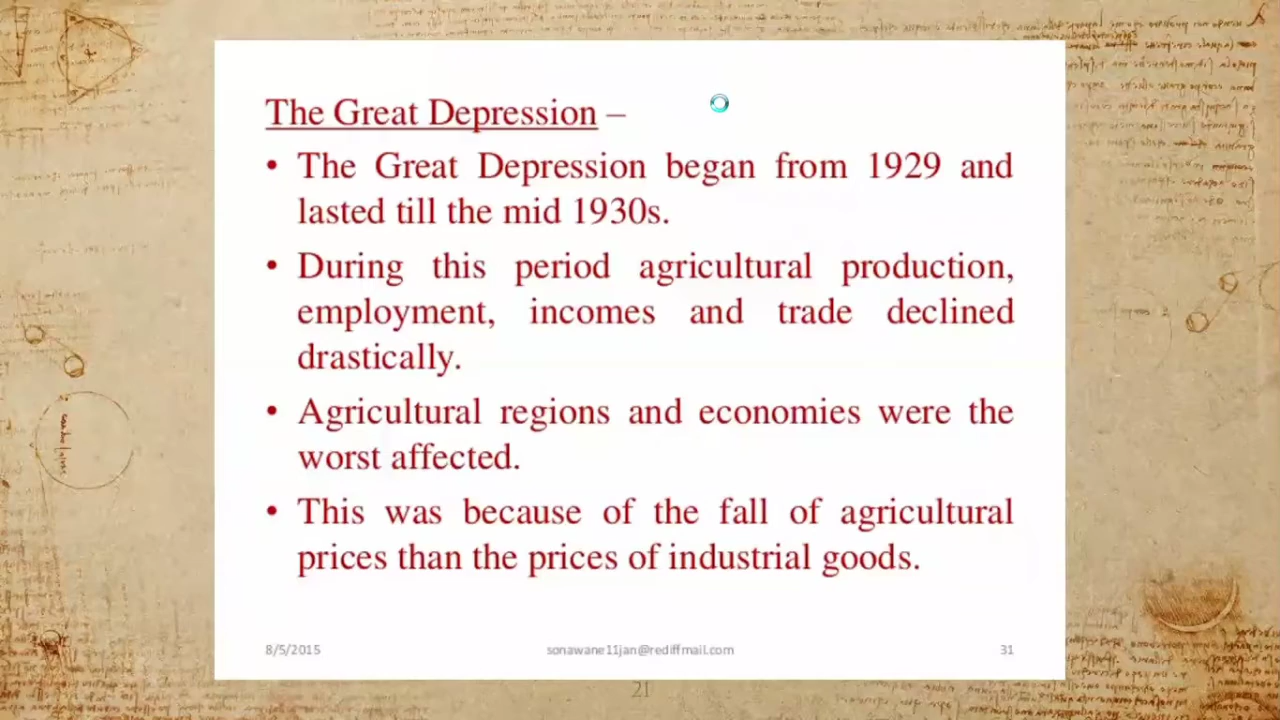 The Great Depression –
• The Great Depression began from 1929 and
lasted till the mid 1930s.
• During this period agricultural production,
employment, incomes and trade declined
drastically.
• Agricultural regions and economies were the
worst affected.
• This was because of the fall of agricultural
prices than the prices of industrial goods.
8/5/2015 sonawane11jan@rediffmail.com 31
21